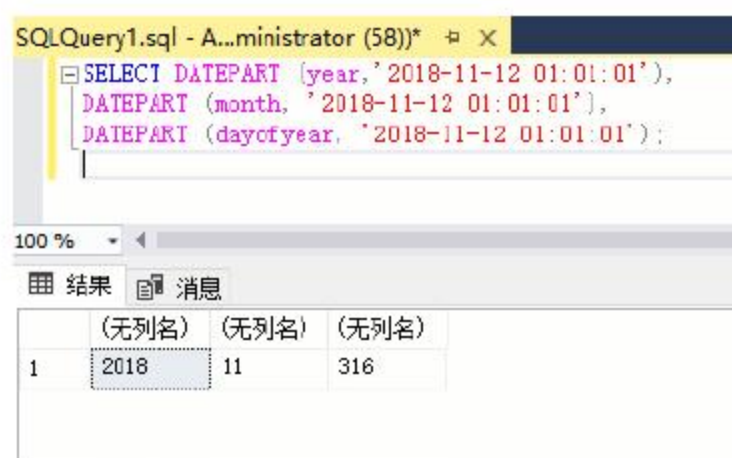 SQLQuery1.sql - A...ministrator (58))*
SELECT DATEPART (year,'2018-11-12 01:01:01'),
DATEPART (month, '2018-11-12 01:01:01'),
DATEPART (dayofyear, '2018-11-12 01:01:01');
100 %
结果 消息
(无列名) (无列名) (无列名)
1 2018 11 316